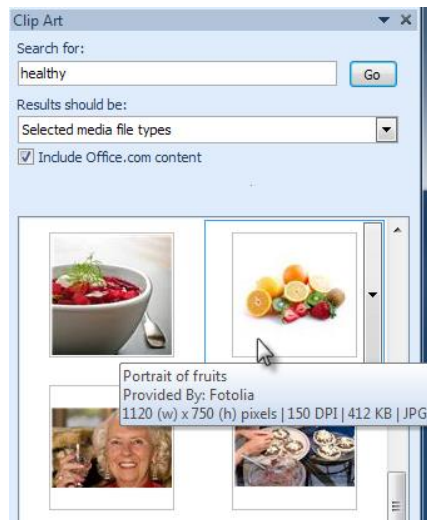 Clip Art
Search for:
healthy
Go
Results should be:
Selected media file types
Include Office.com content
Portrait of fruits
Provided By: Fotolia
1120 (w) x 750 (h) pixels | 150 DPI | 412 KB | JPG